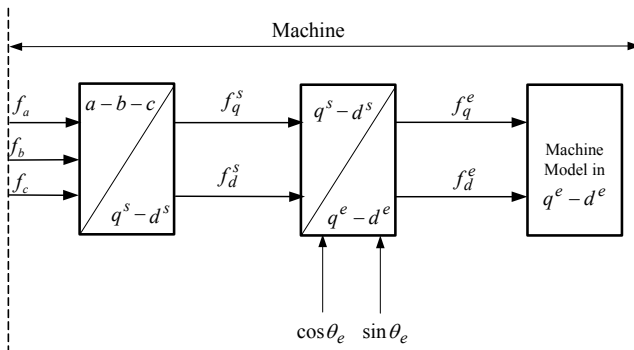 Machine
f_a
f_b
f_c
a − b − c
q^s − d^s
f_q^s
f_d^s
q^s − d^s
q^e − d^e
f_q^e
f_d^e
Machine
Model in
q^e − d^e
cos θ_e
sin θ_e